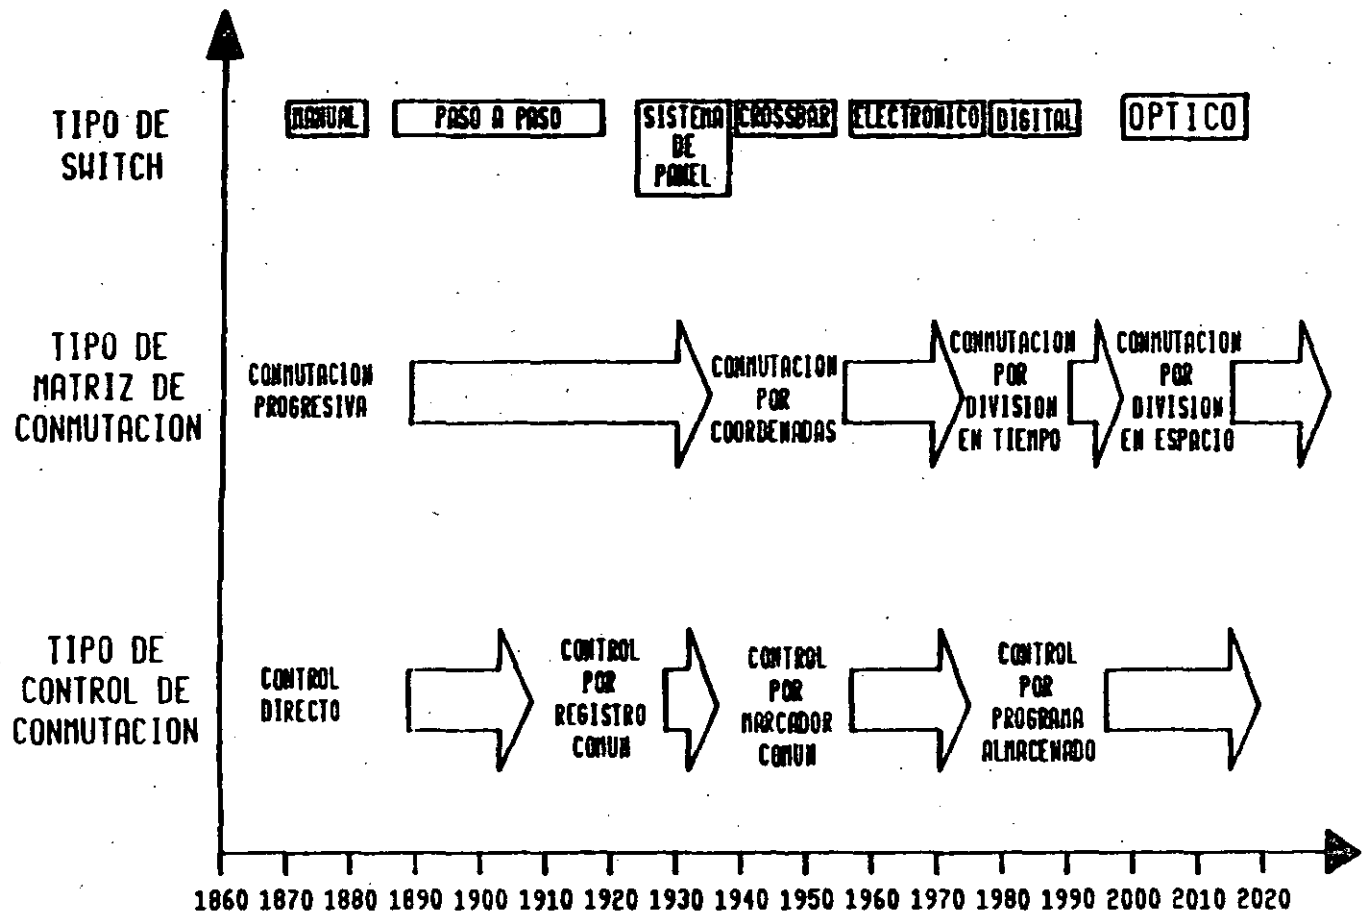 TIPO DE
SWITCH
MANUAL
PASO A PASO
SISTEMA
DE
PANEL
CROSSBAR
ELECTRONICO
DIGITAL
OPTICO
TIPO DE
MATRIZ DE
CONMUTACION
CONMUTACION
PROGRESIVA
CONMUTACION
POR
COORDENADAS
CONMUTACION
POR
DIVISION
EN TIEMPO
CONMUTACION
POR
DIVISION
EN ESPACIO
TIPO DE
CONTROL DE
CONMUTACION
CONTROL
DIRECTO
CONTROL
POR
REGISTRO
COMUN
CONTROL
POR
MARCADOR
COMUN
CONTROL
POR
PROGRAMA
ALMACENADO
1860 1870 1880 1890 1900 1910 1920 1930 1940 1950 1960 1970 1980 1990 2000 2010 2020